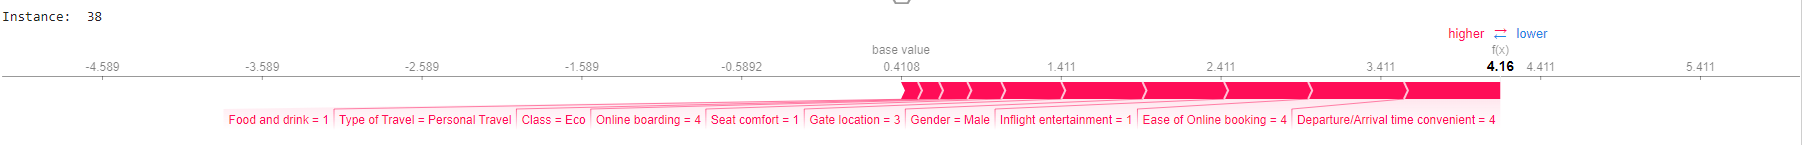 Instance: 38
higher ⇄ lower
base value f(x)
-4.589 -3.589 -2.589 -1.589 -0.5892 0.4108 1.411 2.411 3.411 4.16 4.411 5.411
Food and drink = 1 Type of Travel = Personal Travel Class = Eco Online boarding = 4 Seat comfort = 1 Gate location = 3 Gender = Male Inflight entertainment = 1 Ease of Online booking = 4 Departure/Arrival time convenient = 4